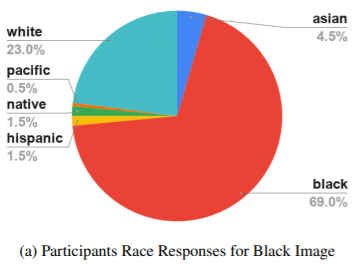 asian
4.5%
white
23.0%
pacific
0.5%
native
1.5%
hispanic
1.5%
black
69.0%
(a) Participants Race Responses for Black Image